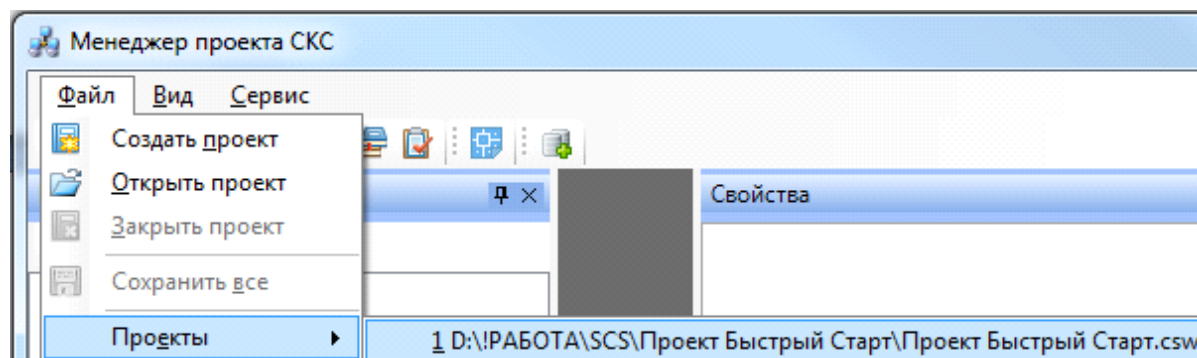 Менеджер проекта СКС
Файл Вид Сервис
Создать проект
Открыть проект
Свойства
Закрыть проект
Сохранить все
Проекты 1 D:\!РАБОТА\SCS\Проект Быстрый Старт\Проект Быстрый Старт.csw